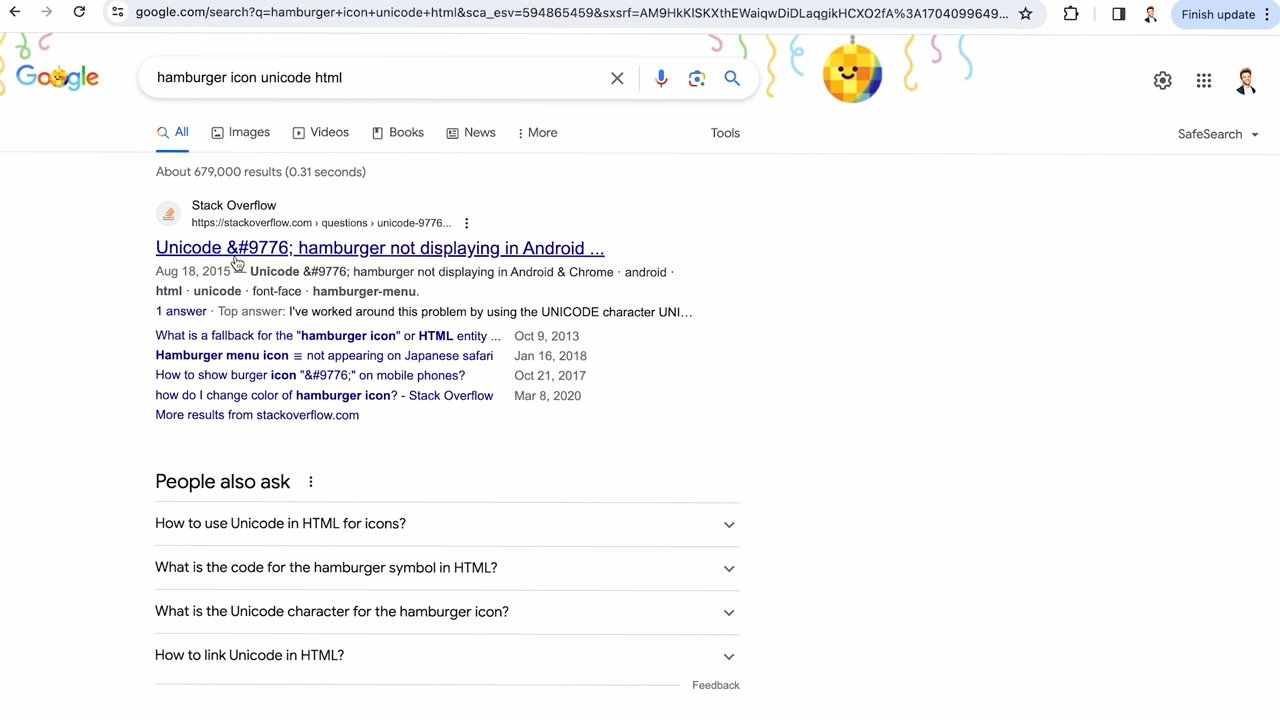 google.com/search?q=hamburger+icon+unicode+html&sca_esv=594865459&sxsrf=AM9HkKlSKXthEWaiqwDiDLaqgikHCXO2fA%3A1704099649...
Finish update
Google
hamburger icon unicode html
All
Images
Videos
Books
News
More
Tools
SafeSearch
About 679,000 results (0.31 seconds)
Stack Overflow
https://stackoverflow.com › questions › unicode-9776...
Unicode &#9776; hamburger not displaying in Android ...
Aug 18, 2015 — Unicode &#9776; hamburger not displaying in Android & Chrome · android ·
html · unicode · font-face · hamburger-menu.
1 answer · Top answer: I've worked around this problem by using the UNICODE character UNI...
What is a fallback for the "hamburger icon" or HTML entity ... Oct 9, 2013
Hamburger menu icon ≡ not appearing on Japanese safari Jan 16, 2018
How to show burger icon "&#9776;" on mobile phones? Oct 21, 2017
how do I change color of hamburger icon? - Stack Overflow Mar 8, 2020
More results from stackoverflow.com
People also ask
How to use Unicode in HTML for icons?
What is the code for the hamburger symbol in HTML?
What is the Unicode character for the hamburger icon?
How to link Unicode in HTML?
Feedback